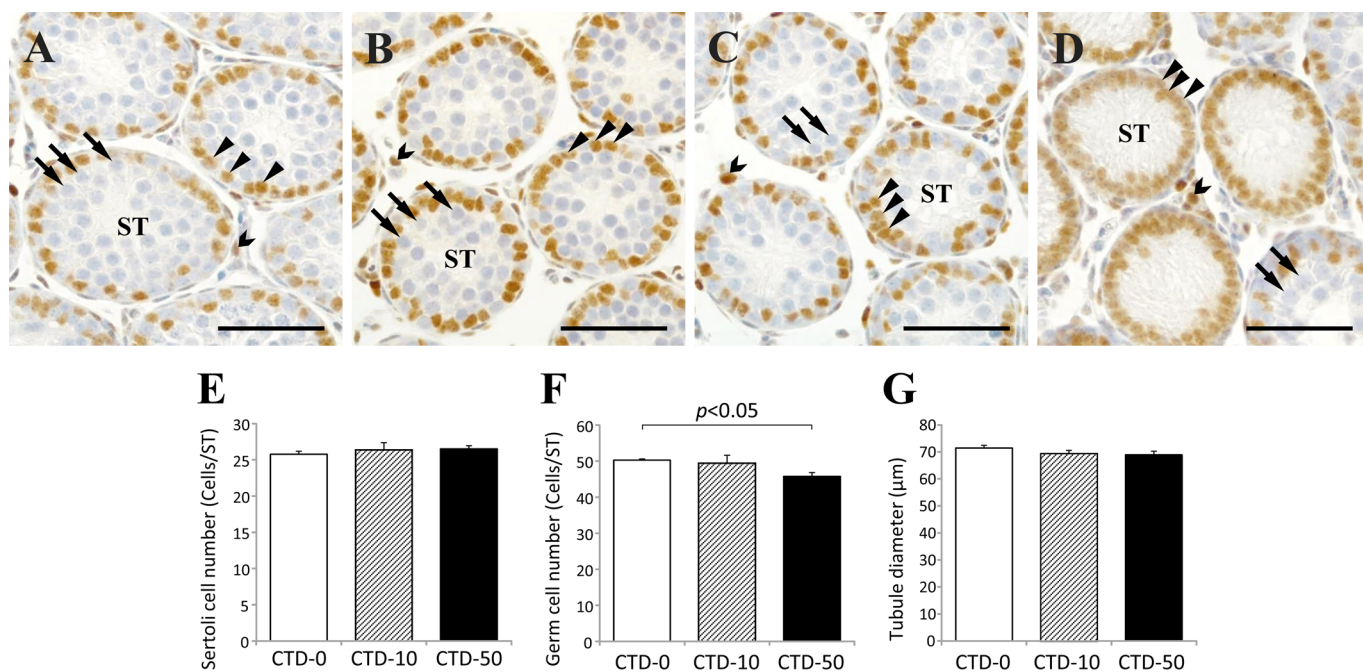 A
B
C
D
ST
ST
ST
ST
E
Sertoli cell number (Cells/ST)
30
25
20
15
10
5
0
CTD-0 CTD-10 CTD-50
F
Germ cell number (Cells/ST)
p<0.05
60
50
40
30
20
10
0
CTD-0 CTD-10 CTD-50
G
Tubule diameter (μm)
80
70
60
50
40
30
20
10
0
CTD-0 CTD-10 CTD-50